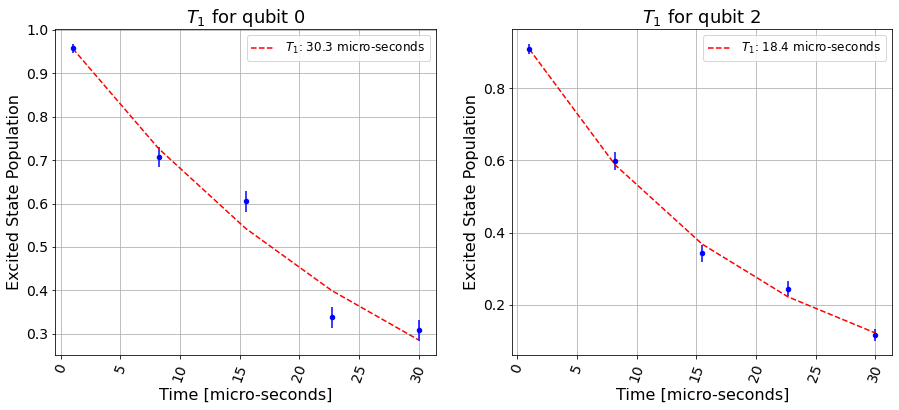 T₁ for qubit 0
T₁: 30.3 micro-seconds
Excited State Population
1.0
0.9
0.8
0.7
0.6
0.5
0.4
0.3
0 5 10 15 20 25 30
Time [micro-seconds]
T₁ for qubit 2
T₁: 18.4 micro-seconds
Excited State Population
0.8
0.6
0.4
0.2
0 5 10 15 20 25 30
Time [micro-seconds]